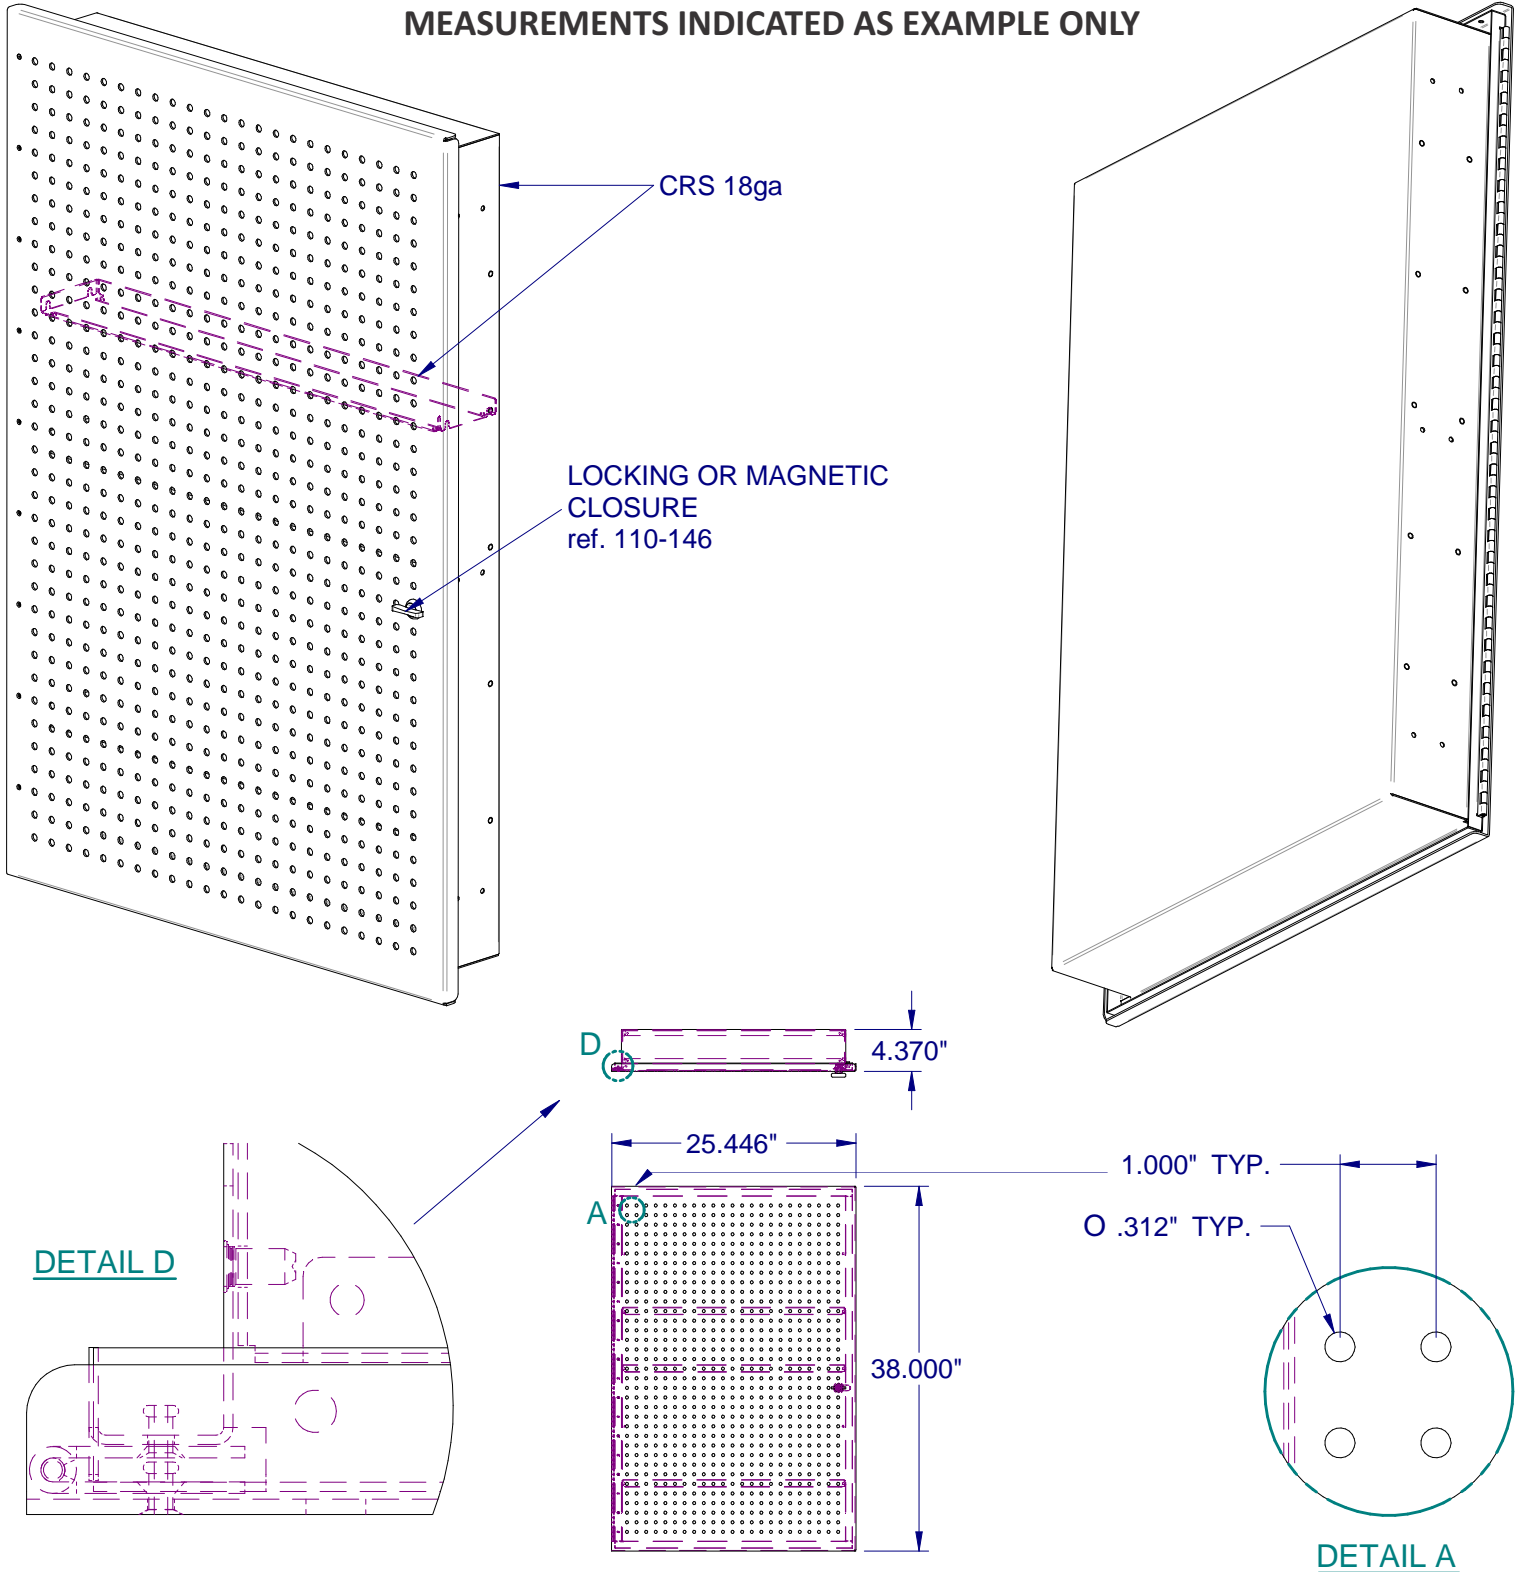 MEASUREMENTS INDICATED AS EXAMPLE ONLY
CRS 18ga
LOCKING OR MAGNETIC
CLOSURE
ref. 110-146
D
4.370"
25.446"
1.000" TYP.
A
O .312" TYP.
DETAIL D
38.000"
DETAIL A